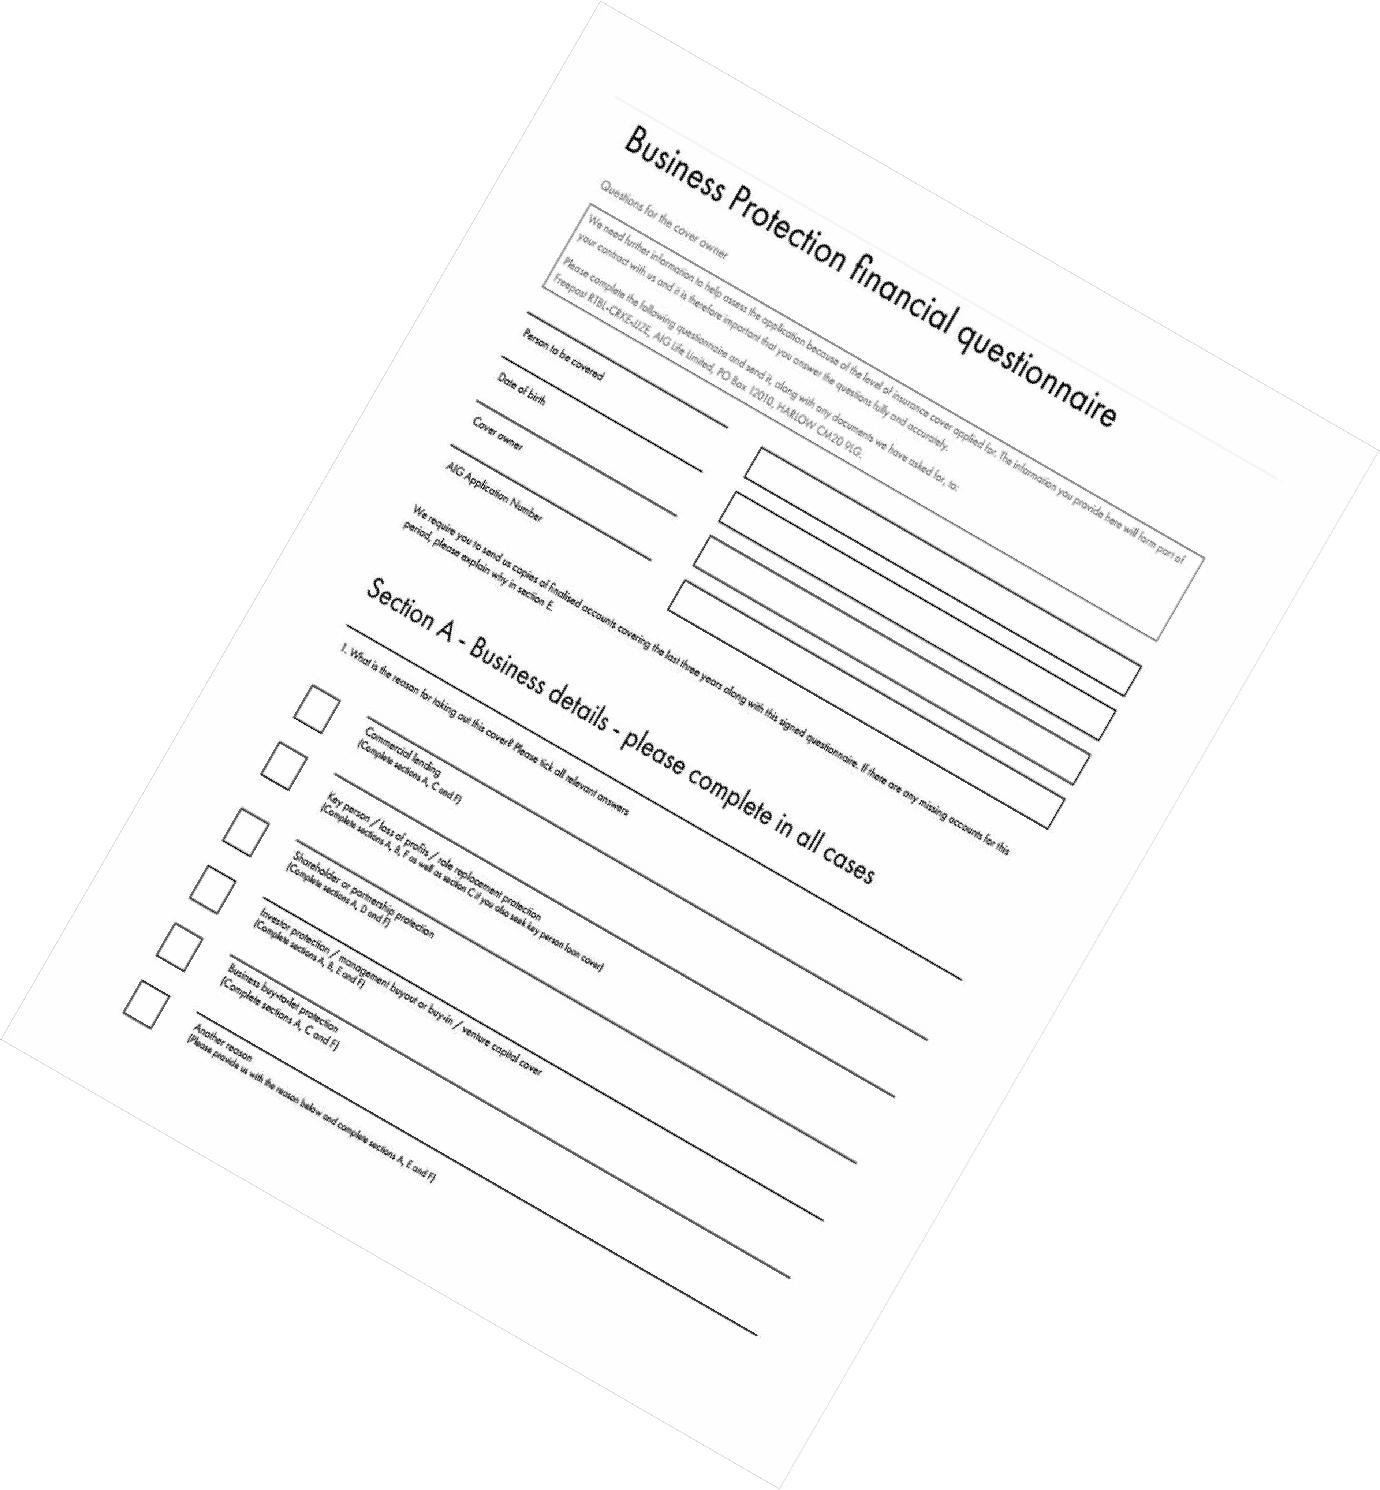 Business Protection financial questionnaire
Questions for the cover owner
We need further information to help assess the application because of the level of insurance cover applied for. The information you provide here will form part of
your contract with us and it is therefore important that you answer the questions fully and accurately.
Please complete the following questionnaire and send it, along with any documents we have asked for, to:
Freepost RTBL-CRKE-JJZE, AIG Life Limited, PO Box 12010, HARLOW CM20 9LG.
Person to be covered
Date of birth
Cover owner
AIG Application Number
We require you to send us copies of finalised accounts covering the last three years along with this signed questionnaire. If there are any missing accounts for this
period, please explain why in section E.
Section A - Business details - please complete in all cases
1. What is the reason for taking out this cover? Please tick all relevant answers
Commercial lending
(Complete sections A, C and F)
Key person / loss of profits / role replacement protection
(Complete sections A, B, F as well as section C if you also seek key person loan cover)
Shareholder or partnership protection
(Complete sections A, D and F)
Investor protection / management buyout or buy-in / venture capital cover
(Complete sections A, B, E and F)
Business buy-to-let protection
(Complete sections A, C and F)
Another reason
(Please provide us with the reason below and complete sections A, E and F)